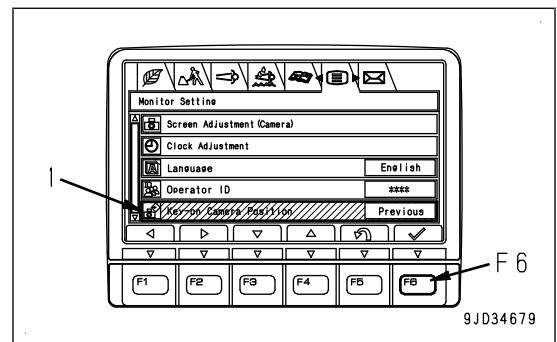 Monitor Setting
Screen Adjustment (Camera)
Clock Adjustment
Language English
Operator ID ****
1
Key-on Camera Position Previous
F6
F1 F2 F3 F4 F5 F6
9JD34679